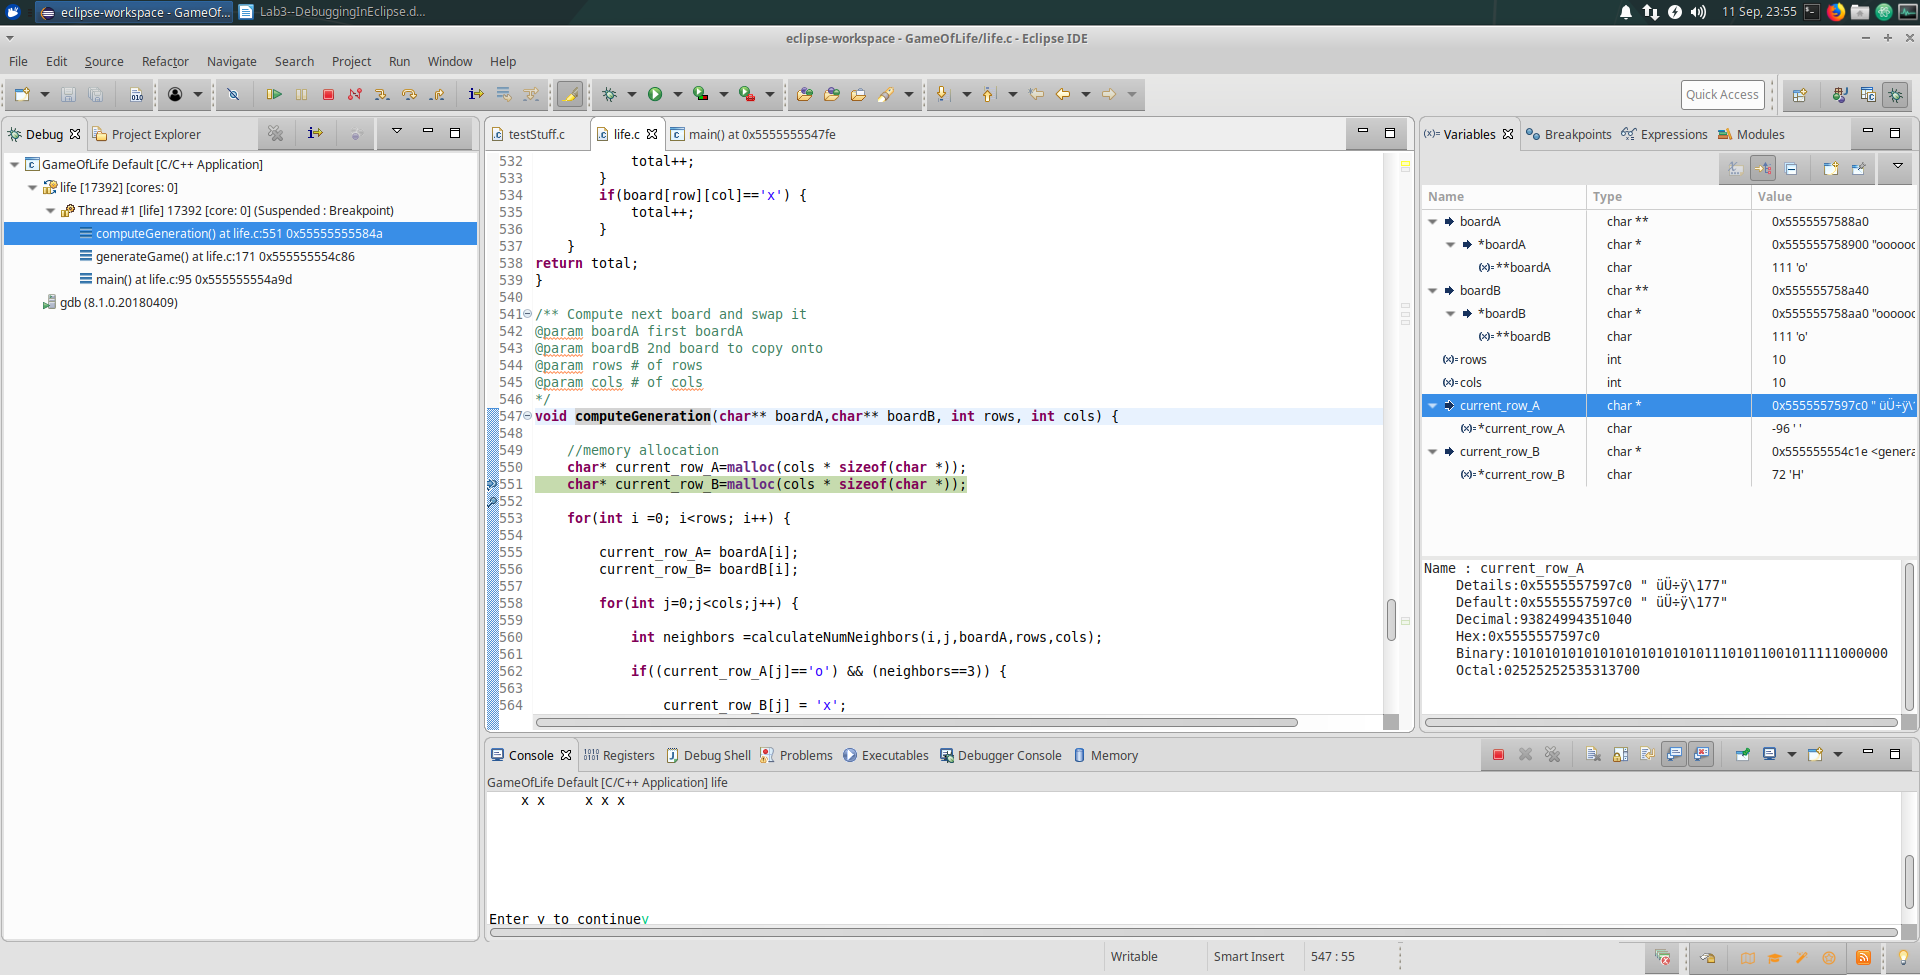 eclipse-workspace - GameOf... Lab3--DebuggingInEclipse.d... 11 Sep, 23:55
eclipse-workspace - GameOfLife/life.c - Eclipse IDE
File Edit Source Refactor Navigate Search Project Run Window Help
Quick Access
Debug Project Explorer
GameOfLife Default [C/C++ Application]
life [17392] [cores: 0]
Thread #1 [life] 17392 [core: 0] (Suspended : Breakpoint)
computeGeneration() at life.c:551 0x55555555584a
generateGame() at life.c:171 0x555555554c86
main() at life.c:95 0x555555554a9d
gdb (8.1.0.20180409)
testStuff.c life.c main() at 0x5555555547fe
532 total++;
533 }
534 if(board[row][col]=='x') {
535 total++;
536 }
537 }
538 return total;
539 }
540
541 /** Compute next board and swap it
542 @param boardA first boardA
543 @param boardB 2nd board to copy onto
544 @param rows # of rows
545 @param cols # of cols
546 */
547 void computeGeneration(char** boardA,char** boardB, int rows, int cols) {
548
549 //memory allocation
550 char* current_row_A=malloc(cols * sizeof(char *));
551 char* current_row_B=malloc(cols * sizeof(char *));
552
553 for(int i =0; i<rows; i++) {
554
555 current_row_A= boardA[i];
556 current_row_B= boardB[i];
557
558 for(int j=0;j<cols;j++) {
559
560 int neighbors =calculateNumNeighbors(i,j,boardA,rows,cols);
561
562 if((current_row_A[j]=='o') && (neighbors==3)) {
563
564 current_row_B[j] = 'x';
(x)= Variables Breakpoints Expressions Modules
Name Type Value
boardA char ** 0x5555557588a0
*boardA char * 0x555555758900 "oooooo
(x)= **boardA char 111 'o'
boardB char ** 0x555555758a40
*boardB char * 0x555555758aa0 "oooooc
(x)= **boardB char 111 'o'
(x)= rows int 10
(x)= cols int 10
current_row_A char * 0x5555557597c0 " üÜ÷ÿ\
(x)= *current_row_A char -96 ' '
current_row_B char * 0x555555554c1e <genera
(x)= *current_row_B char 72 'H'
Name : current_row_A
Details:0x5555557597c0 " üÜ÷ÿ\177"
Default:0x5555557597c0 " üÜ÷ÿ\177"
Decimal:93824994351040
Hex:0x5555557597c0
Binary:10101010101010101010101011101011001011111000000
Octal:02525252535313700
Console Registers Debug Shell Problems Executables Debugger Console Memory
GameOfLife Default [C/C++ Application] life
x x x x x
Enter y to continuey
Writable Smart Insert 547 : 55